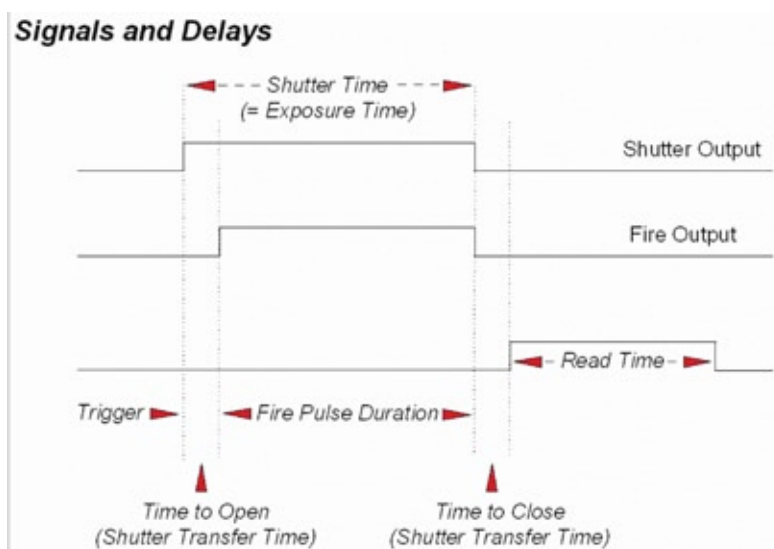 Signals and Delays
Shutter Time
(= Exposure Time)
Shutter Output
Fire Output
Read Time
Trigger
Fire Pulse Duration
Time to Open
(Shutter Transfer Time)
Time to Close
(Shutter Transfer Time)